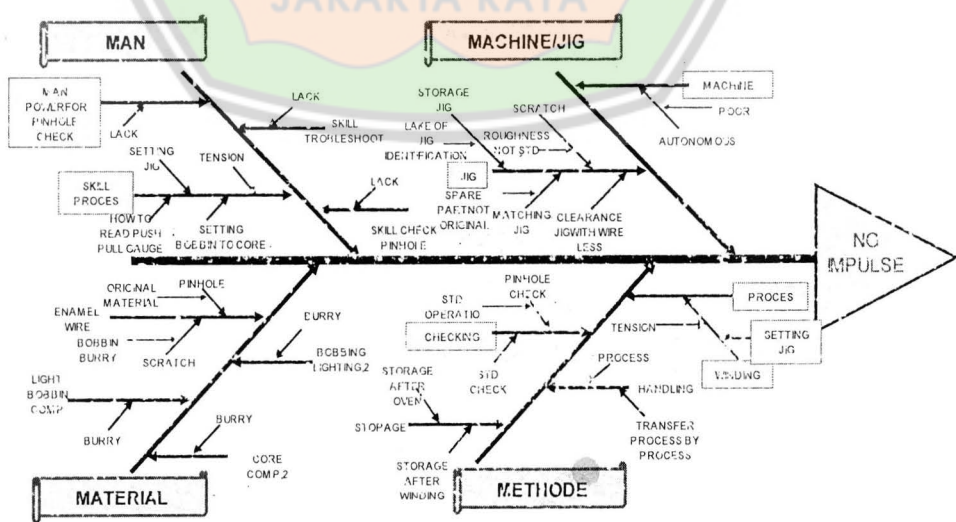 JAKARTA RAYA
MAN
MACHINE/JIG
MAN
POWER FOR
PINHOLE
CHECK
LACK
LACK
SKILL
TROBLESHOOT
SETTING
JIG
TENSION
SKILL
PROCES
HOW TO
READ PUSH
PULL GAUGE
SETTING
BOBBIN TO CORE
LACK
SKILL CHECK
PINHOLE
STORAGE
JIG
SCRATCH
LAKE OF
JIG
IDENTIFICATION
ROUGHNESS
NOT STD
JIG
SPARE
PART NOT
ORIGINAL
MATCHING
JIG
CLEARANCE
JIG WITH WIRE
LESS
MACHINE
POOR
AUTONOMOUS
NG
IMPULSE
ORIGINAL
MATERIAL
PINHOLE
ENAMEL
WIRE
BOBBIN
BURRY
SCRATCH
BURRY
LIGHTING.2
LIGHT
BOBBIN
COMP
BURRY
BURRY
CORE
COMP.2
MATERIAL
PINHOLE
CHECK
STD
OPERATIO
CHECKING
STD
CHECK
PROCES
TENSION
SETTING
JIG
WINDING
PROCESS
HANDLING
TRANSFER
PROCESS BY
PROCESS
STORAGE
AFTER
OVEN
STORAGE
AFTER
WINDING
METHODE